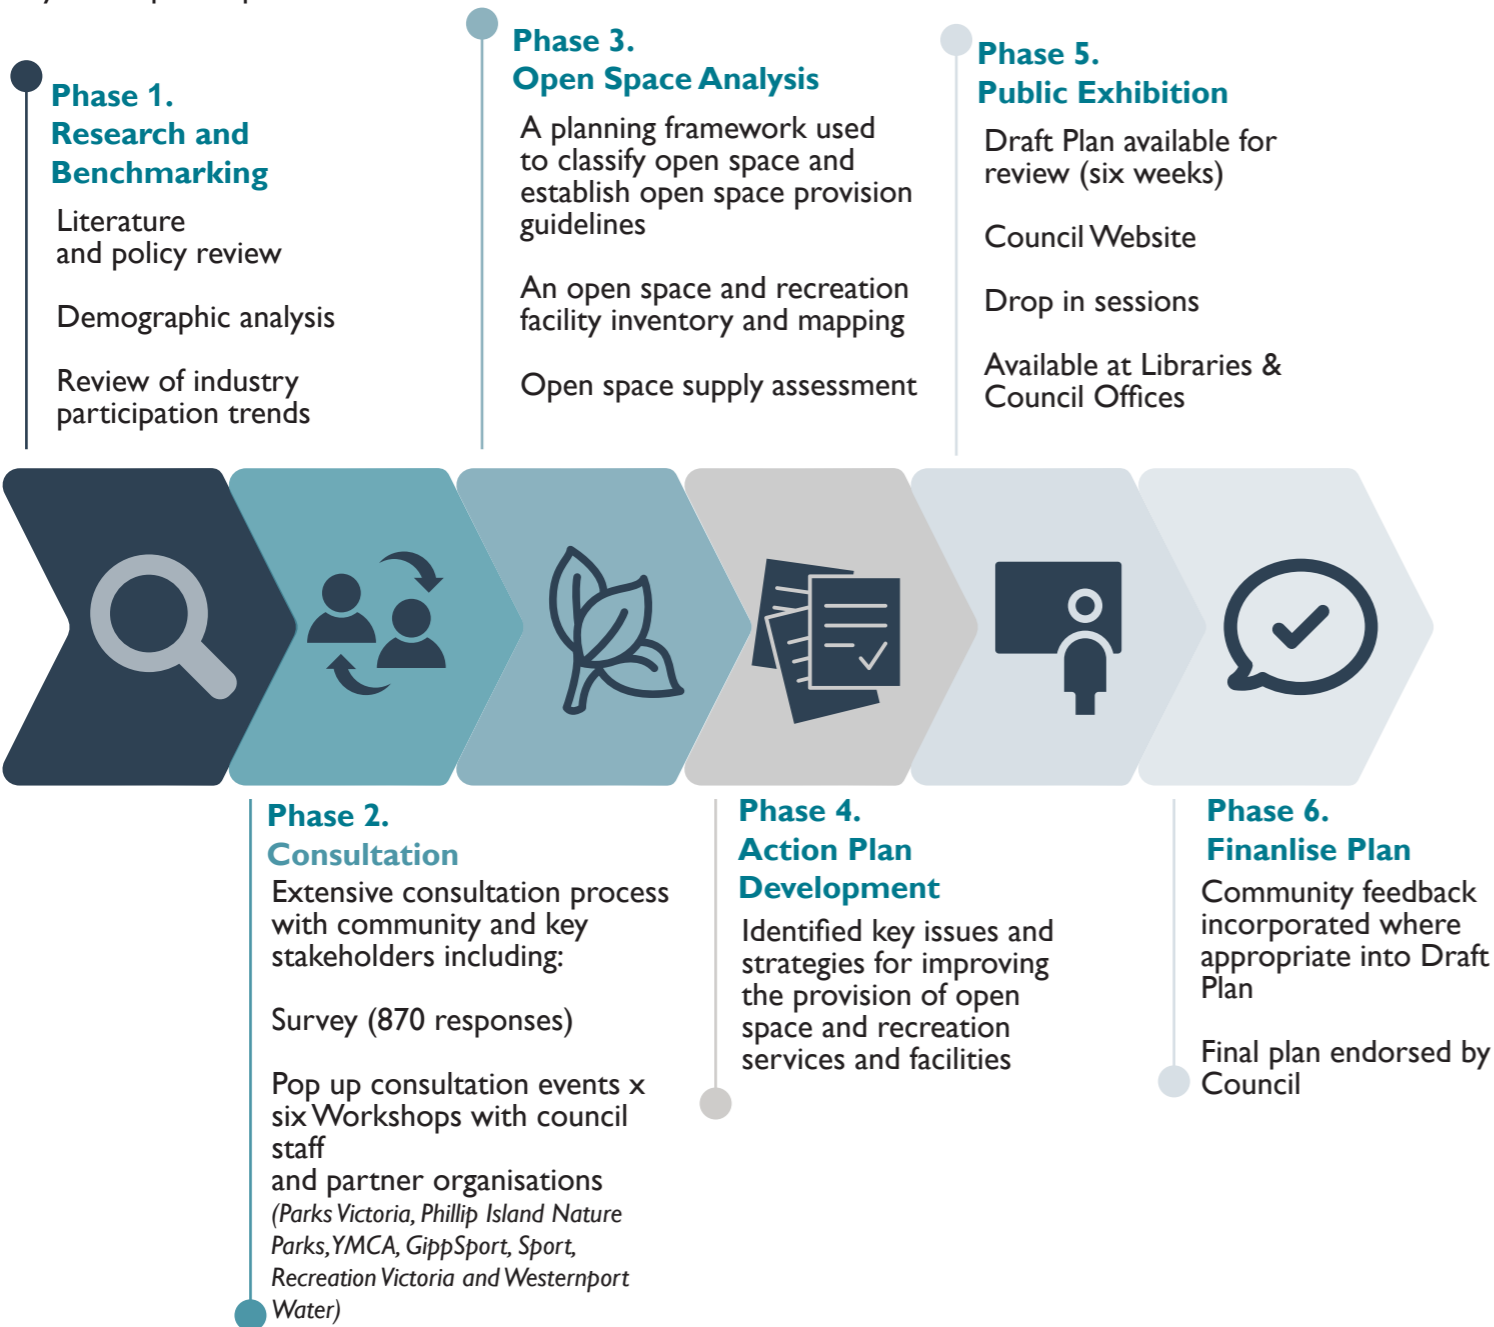 Phase 1.
Research and
Benchmarking
Literature
and policy review
Demographic analysis
Review of industry
participation trends
Phase 2.
Consultation
Extensive consultation process
with community and key
stakeholders including:
Survey (870 responses)
Pop up consultation events x
six Workshops with council
staff
and partner organisations
(Parks Victoria, Phillip Island Nature
Parks, YMCA, GippSport, Sport,
Recreation Victoria and Westernport
Water)
Phase 3.
Open Space Analysis
A planning framework used
to classify open space and
establish open space provision
guidelines
An open space and recreation
facility inventory and mapping
Open space supply assessment
Phase 4.
Action Plan
Development
Identified key issues and
strategies for improving
the provision of open
space and recreation
services and facilities
Phase 5.
Public Exhibition
Draft Plan available for
review (six weeks)
Council Website
Drop in sessions
Available at Libraries &
Council Offices
Phase 6.
Finanlise Plan
Community feedback
incorporated where
appropriate into Draft
Plan
Final plan endorsed by
Council